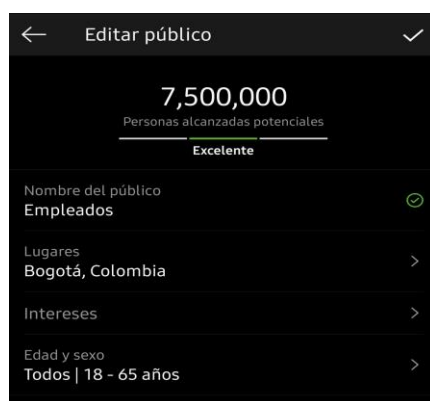 Editar público
7,500,000
Personas alcanzadas potenciales
Excelente
Nombre del público
Empleados
Lugares
Bogotá, Colombia
Intereses
Edad y sexo
Todos | 18 - 65 años